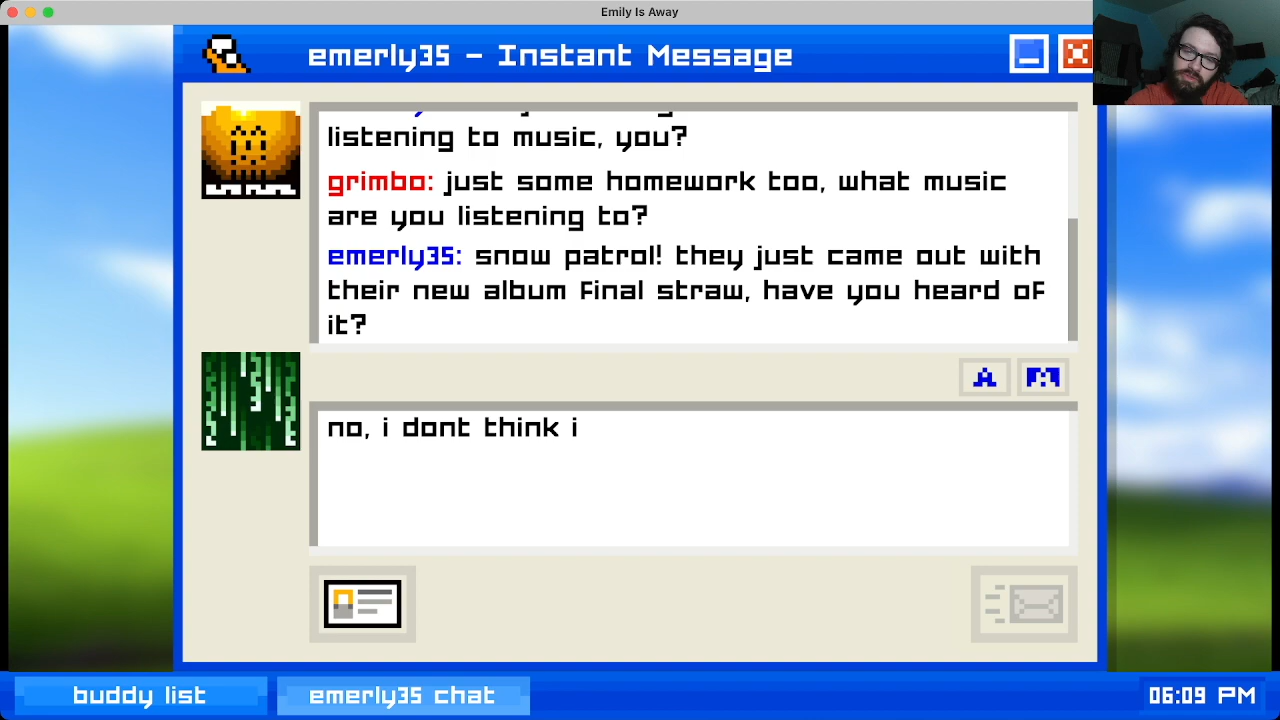 Emily Is Away
emerly35 - Instant Message
listening to music, you?
grimbo: just some homework too, what music
are you listening to?
emerly35: snow patrol! they just came out with
their new album final straw, have you heard of
it?
A
no, i dont think i
buddy list
emerly35 chat
06:09 PM